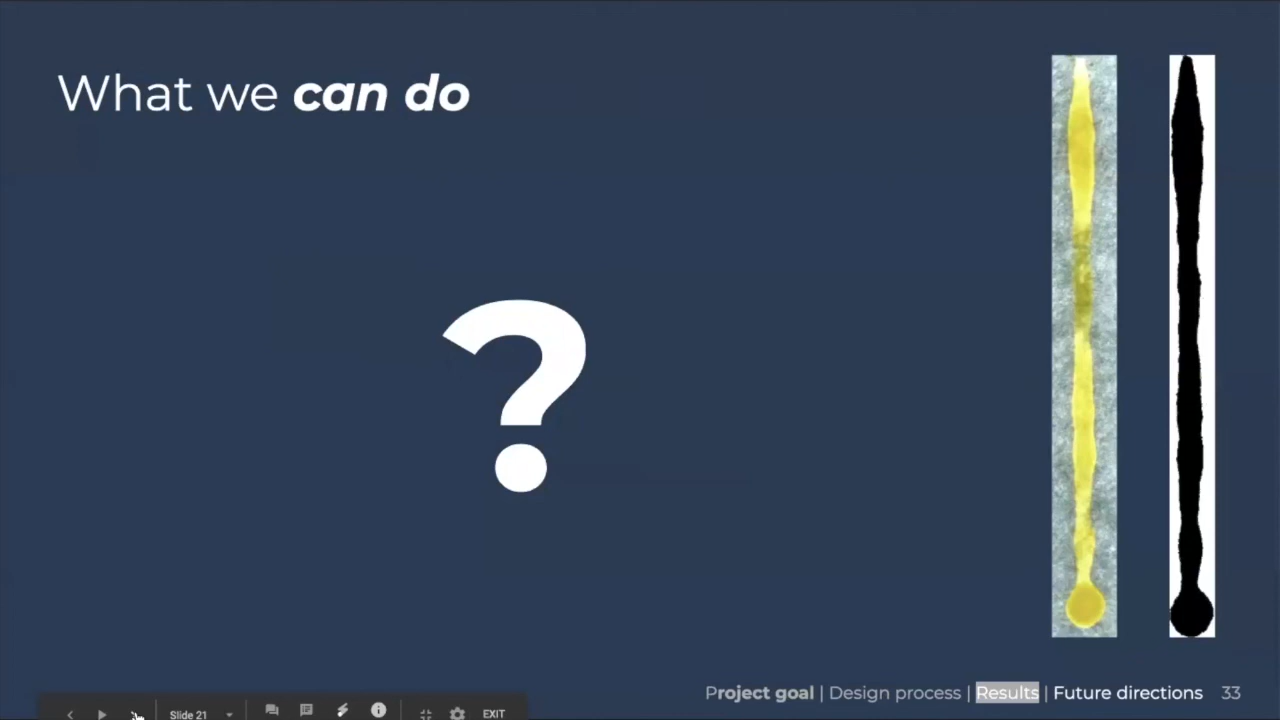 What we can do
?
Project goal | Design process | Results | Future directions 33
Slide 21
EXIT